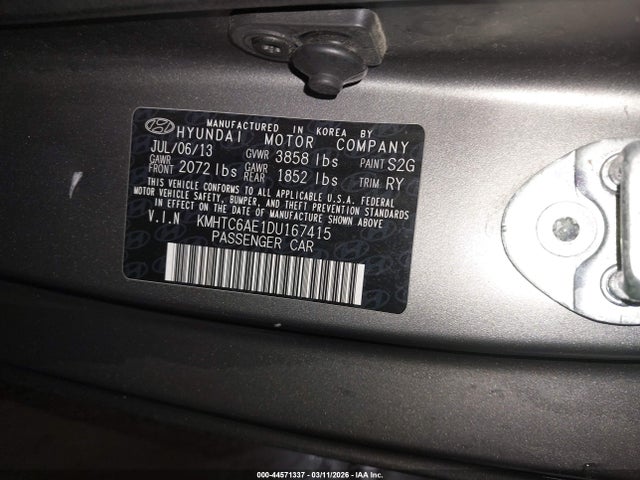 MANUFACTURED IN KOREA BY
HYUNDAI MOTOR COMPANY
JUL/06/13 GVWR 3858 lbs PAINT S2G
GAWR FRONT 2072 lbs GAWR REAR 1852 lbs TRIM RY
THIS VEHICLE CONFORMS TO ALL APPLICABLE U.S.A. FEDERAL
MOTOR VEHICLE SAFETY, BUMPER, AND THEFT PREVENTION STANDARDS
IN EFFECT ON THE DATE OF MANUFACTURE SHOWN ABOVE
V.I.N KMHTC6AE1DU167415
PASSENGER CAR
000-44571337 - 03/11/2026 - IAA Inc.